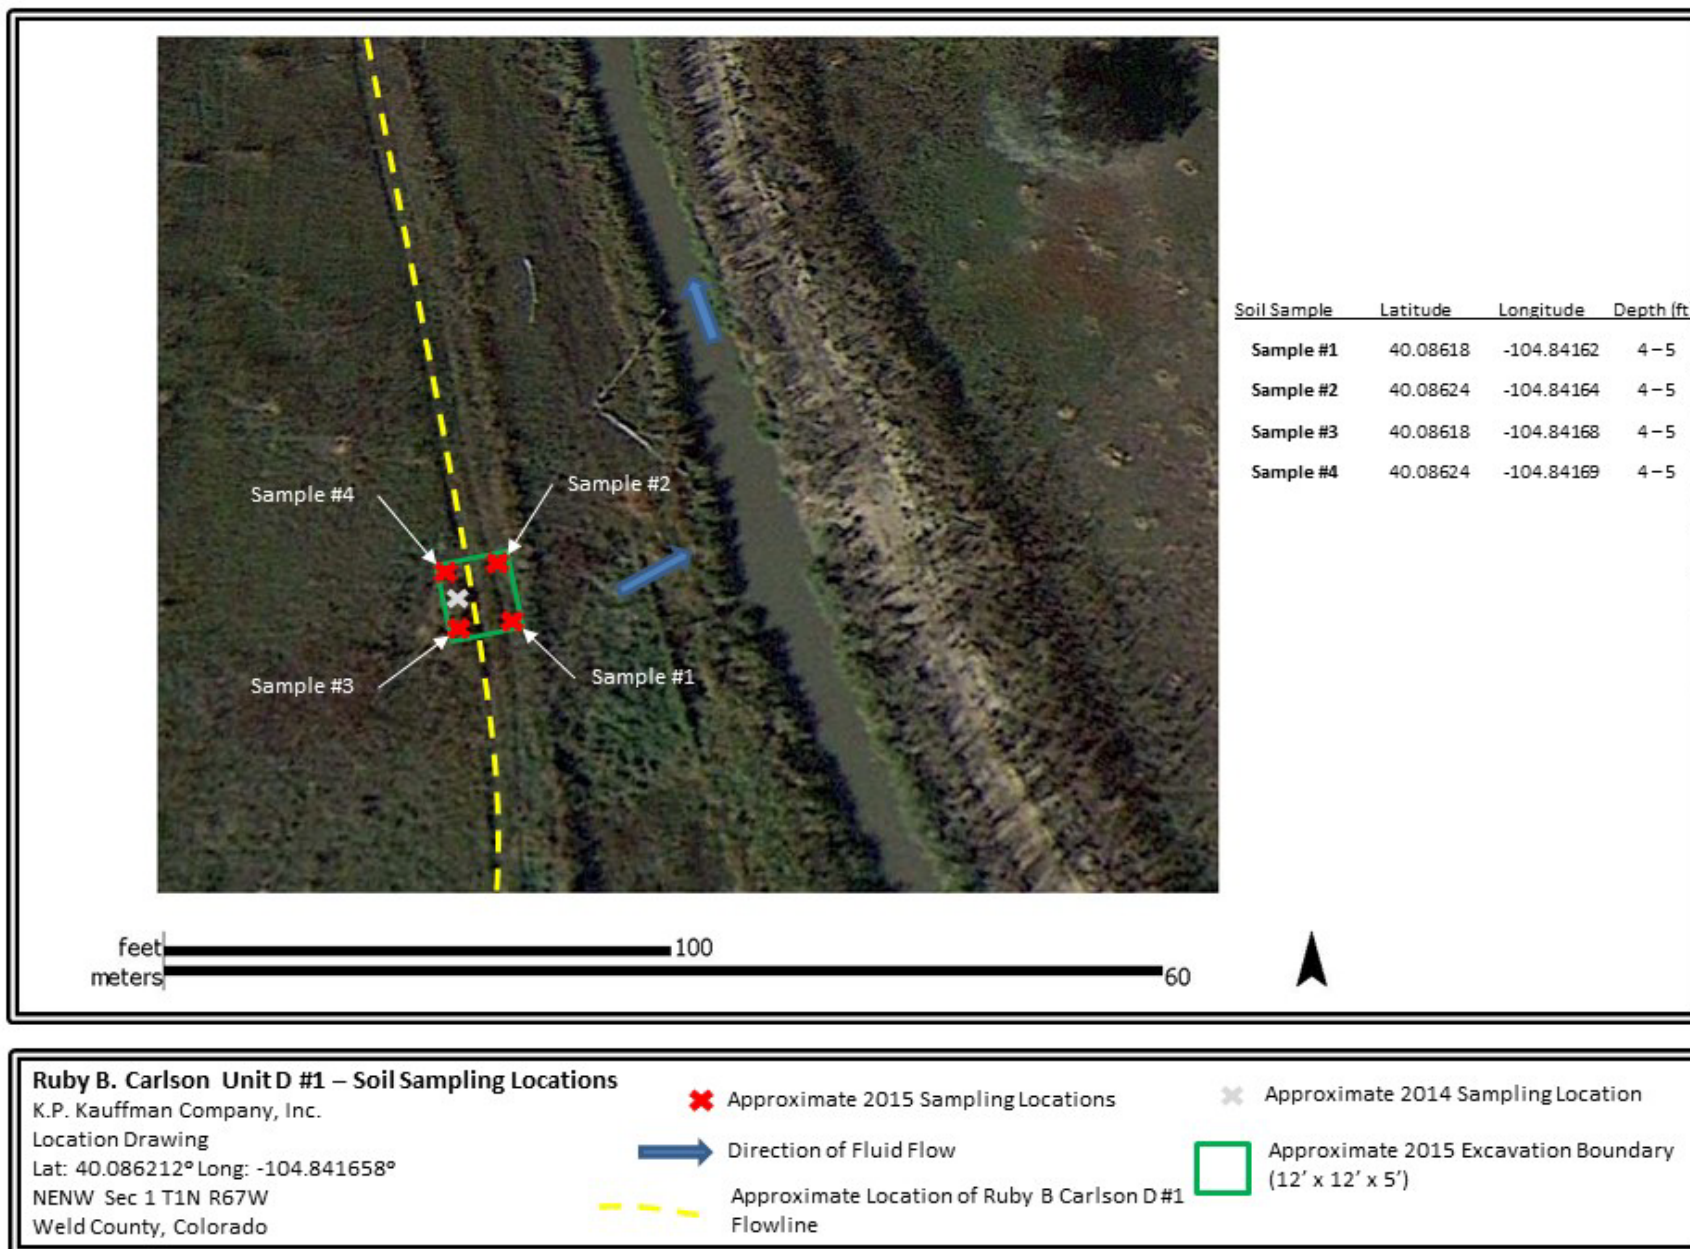 Sample #4
Sample #2
Sample #3
Sample #1
Soil Sample Latitude Longitude Depth (ft
Sample #1 40.08618 -104.84162 4 – 5
Sample #2 40.08624 -104.84164 4 – 5
Sample #3 40.08618 -104.84168 4 – 5
Sample #4 40.08624 -104.84169 4 – 5
feet 100
meters 60
Ruby B. Carlson Unit D #1 – Soil Sampling Locations
K.P. Kauffman Company, Inc.
Location Drawing
Lat: 40.086212° Long: -104.841658°
NENW Sec 1 T1N R67W
Weld County, Colorado
Approximate 2015 Sampling Locations
Direction of Fluid Flow
Approximate Location of Ruby B Carlson D #1
Flowline
Approximate 2014 Sampling Location
Approximate 2015 Excavation Boundary
(12’ x 12’ x 5’)